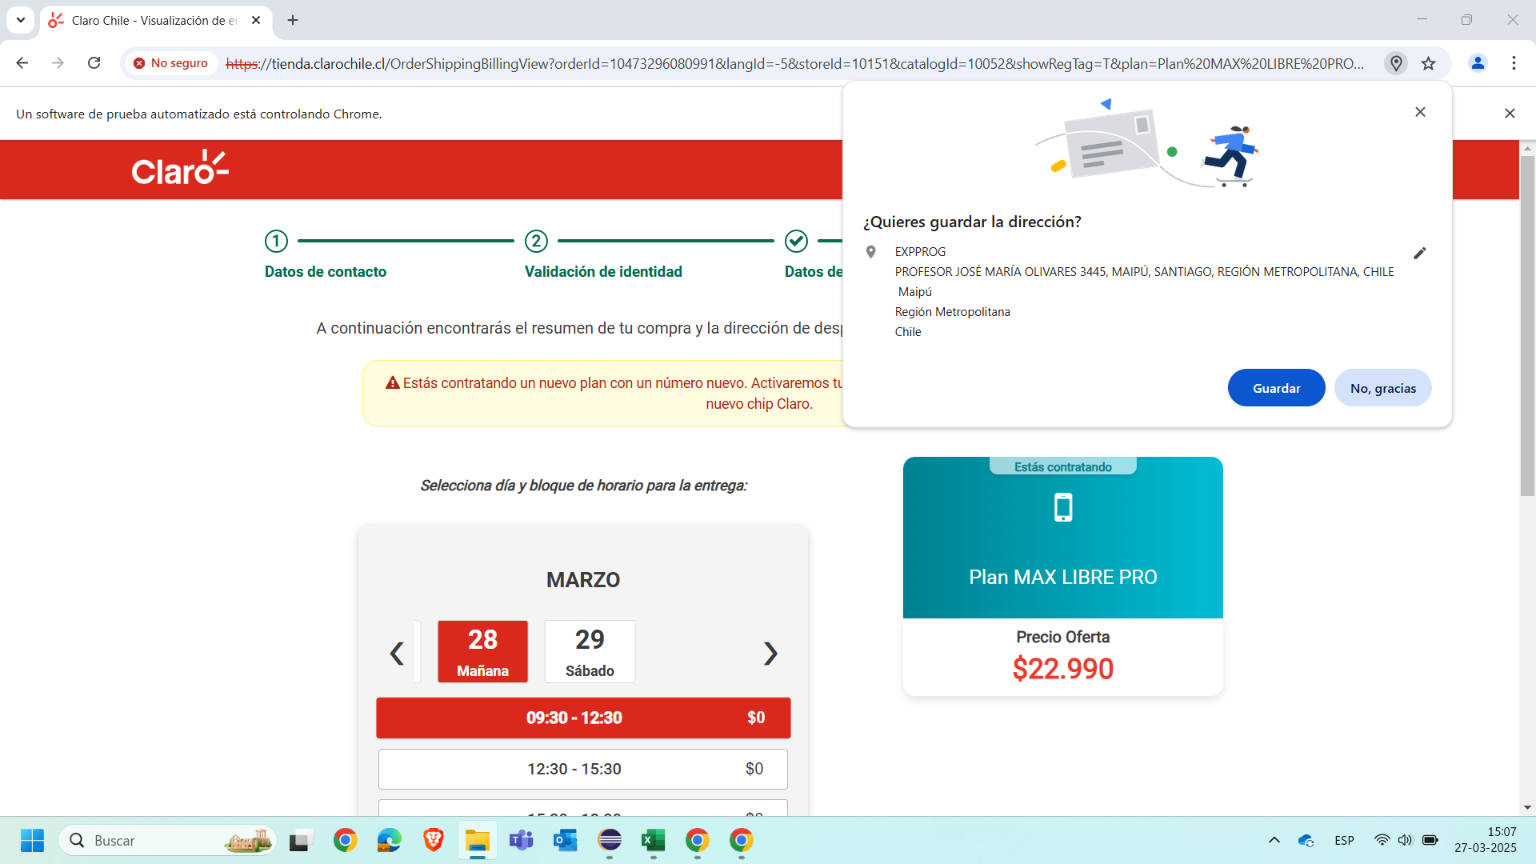 Claro Chile - Visualización de e
No seguro
https://tienda.clarochile.cl/OrderShippingBillingView?orderId=10473296080991&langId=-5&storeId=10151&catalogId=10052&showRegTag=T&plan=Plan%20MAX%20LIBRE%20PRO...
Un software de prueba automatizado está controlando Chrome.
Claro
¿Quieres guardar la dirección?
EXPPROG
PROFESOR JOSÉ MARÍA OLIVARES 3445, MAIPÚ, SANTIAGO, REGIÓN METROPOLITANA, CHILE
Maipú
Región Metropolitana
Chile
Guardar
No, gracias
1
2
Datos de contacto
Validación de identidad
Datos de
A continuación encontrarás el resumen de tu compra y la dirección de des
Estás contratando un nuevo plan con un número nuevo. Activaremos tu
nuevo chip Claro.
Selecciona día y bloque de horario para la entrega:
Estás contratando
Plan MAX LIBRE PRO
Precio Oferta
$22.990
MARZO
28
Mañana
29
Sábado
09:30 - 12:30 $0
12:30 - 15:30 $0
Buscar
ESP
15:07
27-03-2025